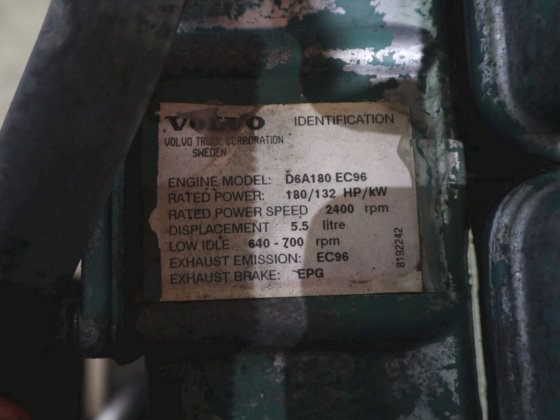 VOLVO IDENTIFICATION
VOLVO TRUCK CORPORATION
SWEDEN
ENGINE MODEL: D6A180 EC96
RATED POWER: 180/132 HP/kW
RATED POWER SPEED 2400 rpm
DISPLACEMENT 5.5 litre
LOW IDLE 640 - 700 rpm
EXHAUST EMISSION: EC96
EXHAUST BRAKE: EPG
8192242